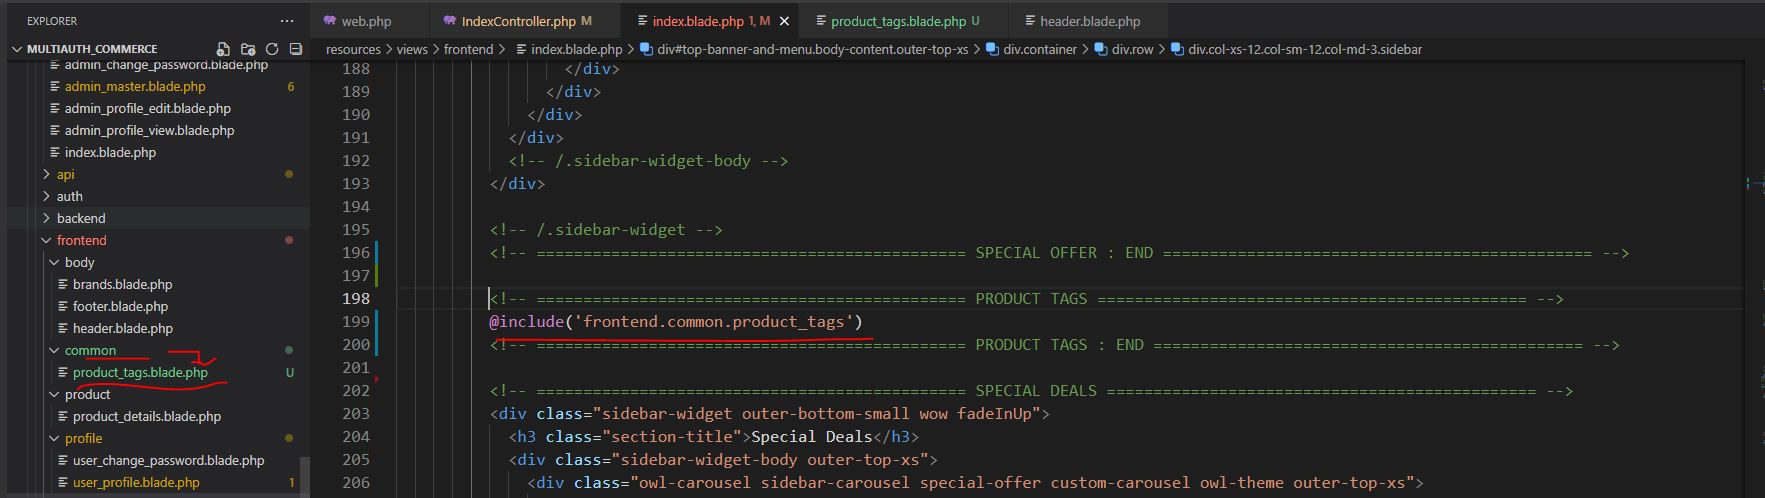 EXPLORER ...
MULTIAUTH_COMMERCE
admin_change_password.blade.php
admin_master.blade.php 6
admin_profile_edit.blade.php
admin_profile_view.blade.php
index.blade.php
api
auth
backend
frontend
body
brands.blade.php
footer.blade.php
header.blade.php
common
product_tags.blade.php U
product
product_details.blade.php
profile
user_change_password.blade.php
user_profile.blade.php 1
web.php
IndexController.php M
index.blade.php 1, M
product_tags.blade.php U
header.blade.php
resources > views > frontend > index.blade.php > div#top-banner-and-menu.body-content.outer-top-xs > div.container > div.row > div.col-xs-12.col-sm-12.col-md-3.sidebar
188 </div>
189 </div>
190 </div>
191 </div>
192 <!-- /.sidebar-widget-body -->
193 </div>
194
195 <!-- /.sidebar-widget -->
196 <!-- ============================================== SPECIAL OFFER : END ============================================== -->
197
198 <!-- ============================================== PRODUCT TAGS ============================================== -->
199 @include('frontend.common.product_tags')
200 <!-- ============================================== PRODUCT TAGS : END ============================================== -->
201
202 <!-- ============================================== SPECIAL DEALS ============================================== -->
203 <div class="sidebar-widget outer-bottom-small wow fadeInUp">
204 <h3 class="section-title">Special Deals</h3>
205 <div class="sidebar-widget-body outer-top-xs">
206 <div class="owl-carousel sidebar-carousel special-offer custom-carousel owl-theme outer-top-xs">